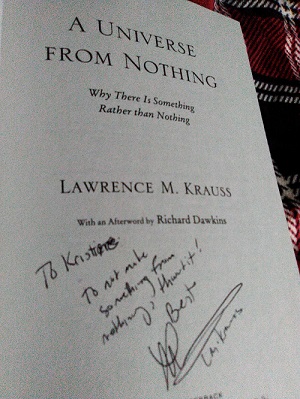 A UNIVERSE
FROM NOTHING
Why There Is Something
Rather than Nothing
LAWRENCE M. KRAUSS
With an Afterword by Richard Dawkins
To
To not make
something from
nothing,
Best